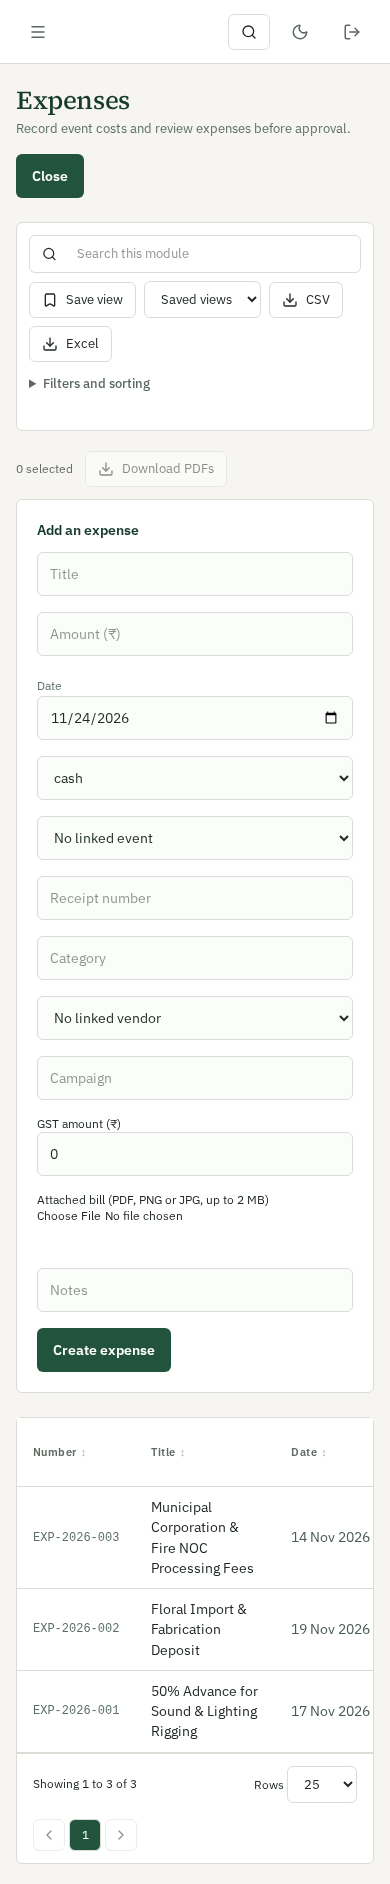 Expenses
Record event costs and review expenses before approval.
Close
Search this module
Save view
Saved views
CSV
Excel
Filters and sorting
0 selected
Download PDFs
Add an expense
Title
Amount (₹)
Date
11/24/2026
cash
No linked event
Receipt number
Category
No linked vendor
Campaign
GST amount (₹)
0
Attached bill (PDF, PNG or JPG, up to 2 MB)
Choose File No file chosen
Notes
Create expense
Number ↕ Title ↕ Date ↕
EXP-2026-003 Municipal Corporation & Fire NOC Processing Fees 14 Nov 2026
EXP-2026-002 Floral Import & Fabrication Deposit 19 Nov 2026
EXP-2026-001 50% Advance for Sound & Lighting Rigging 17 Nov 2026
Showing 1 to 3 of 3
Rows 25
1